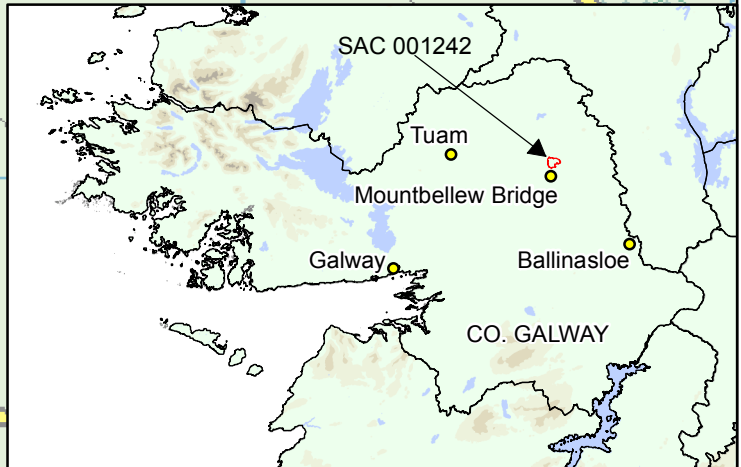 SAC 001242
Tuam
Mountbellew Bridge
Galway
Ballinasloe
CO. GALWAY